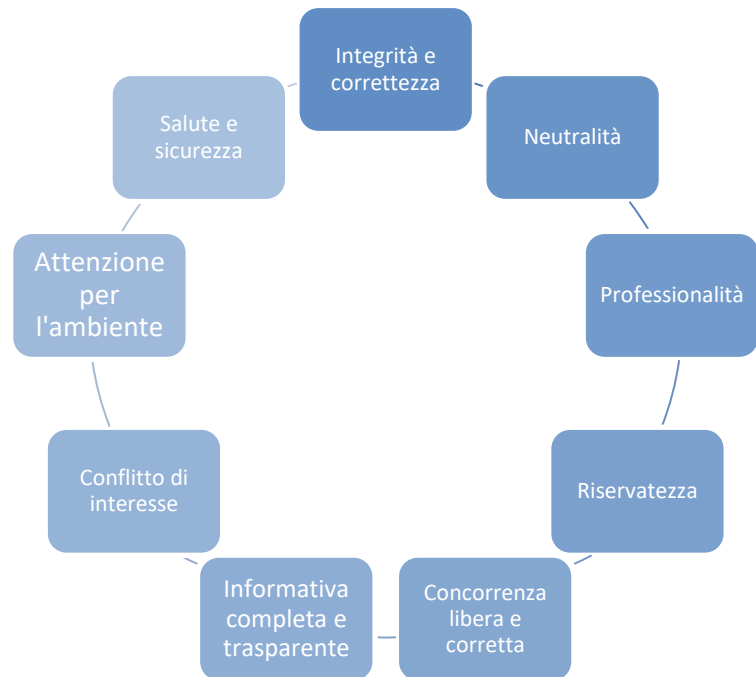 Integrità e
correttezza
Neutralità
Professionalità
Riservatezza
Concorrenza
libera e
corretta
Informativa
completa e
trasparente
Conflitto di
interesse
Attenzione
per
l'ambiente
Salute e
sicurezza